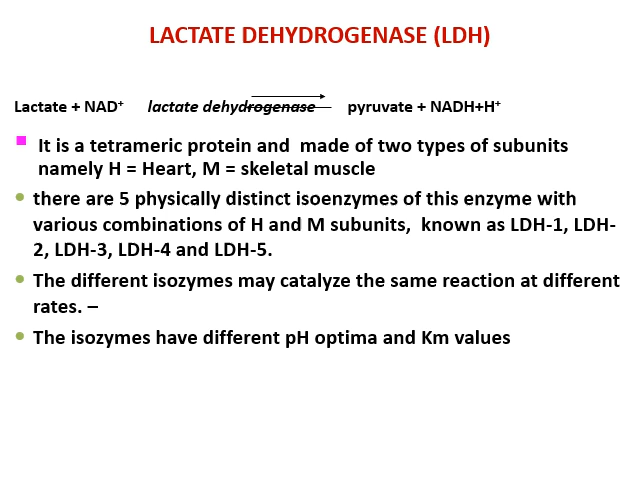 LACTATE DEHYDROGENASE (LDH)
Lactate + NAD⁺ lactate dehydrogenase pyruvate + NADH+H⁺
It is a tetrameric protein and made of two types of subunits
namely H = Heart, M = skeletal muscle
there are 5 physically distinct isoenzymes of this enzyme with
various combinations of H and M subunits, known as LDH-1, LDH-
2, LDH-3, LDH-4 and LDH-5.
The different isozymes may catalyze the same reaction at different
rates. –
The isozymes have different pH optima and Km values